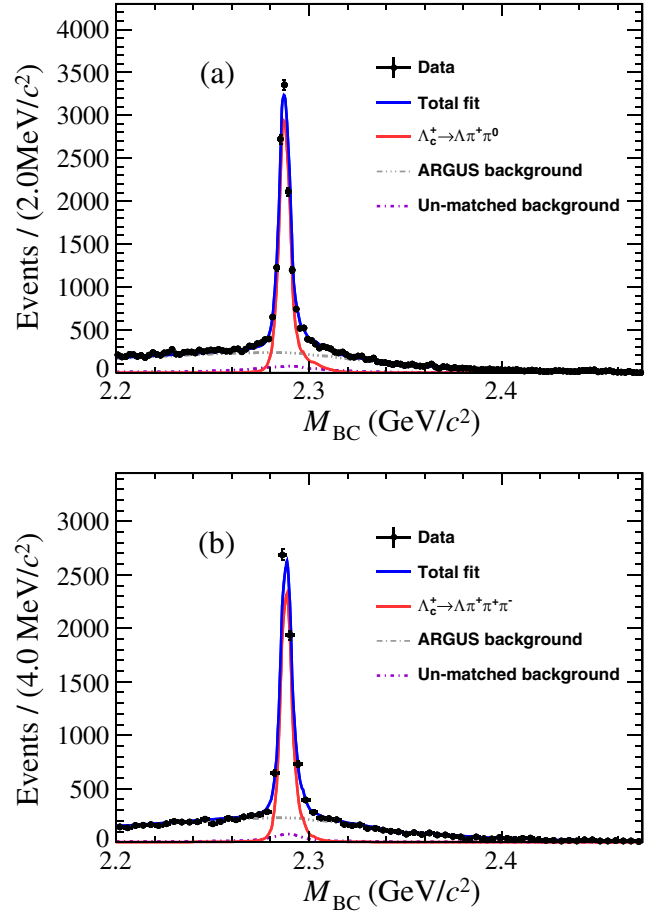 Events / (2.0MeV/c²)
4000
3500
3000
2500
2000
1500
1000
500
0
(a)
Data
Total fit
Λc⁺→Λπ⁺π⁰
ARGUS background
Un-matched background
2.2 2.3 2.4
M_BC (GeV/c²)
Events / (4.0 MeV/c²)
3000
2500
2000
1500
1000
500
0
(b)
Data
Total fit
Λc⁺→Λπ⁺π⁺π⁻
ARGUS background
Un-matched background
2.2 2.3 2.4
M_BC (GeV/c²)